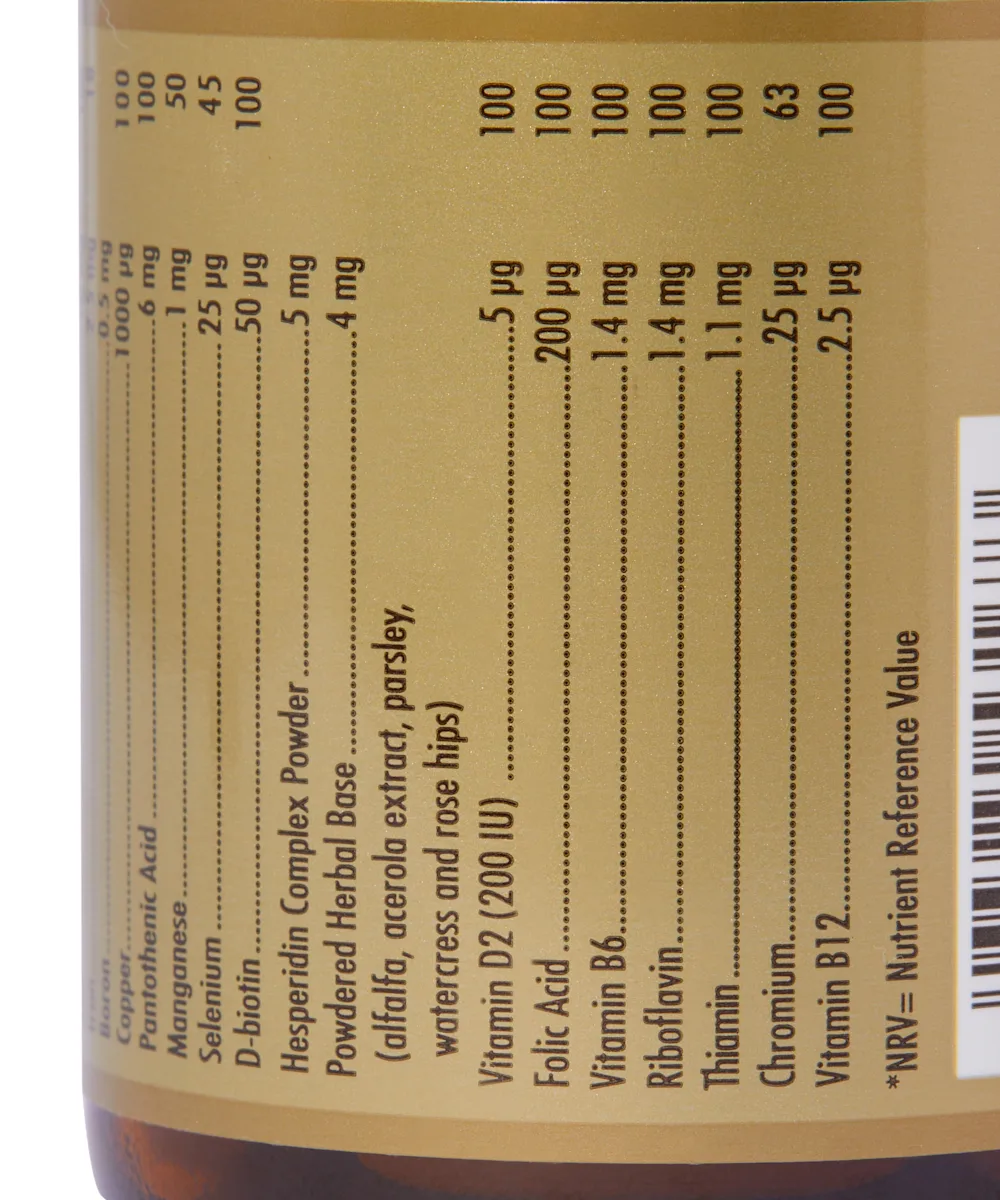 Boron..........0.5 mg
Copper..........1000 µg 100
Pantothenic Acid..........6 mg 100
Manganese..........1 mg 50
Selenium..........25 µg 45
D-biotin..........50 µg 100
Hesperidin Complex Powder..........5 mg
Powdered Herbal Base..........4 mg
(alfalfa, acerola extract, parsley,
watercress and rose hips)
Vitamin D2 (200 IU) ..........5 µg 100
Folic Acid..........200 µg 100
Vitamin B6..........1.4 mg 100
Riboflavin..........1.4 mg 100
Thiamin..........1.1 mg 100
Chromium..........25 µg 63
Vitamin B12..........2.5 µg 100
*NRV= Nutrient Reference Value